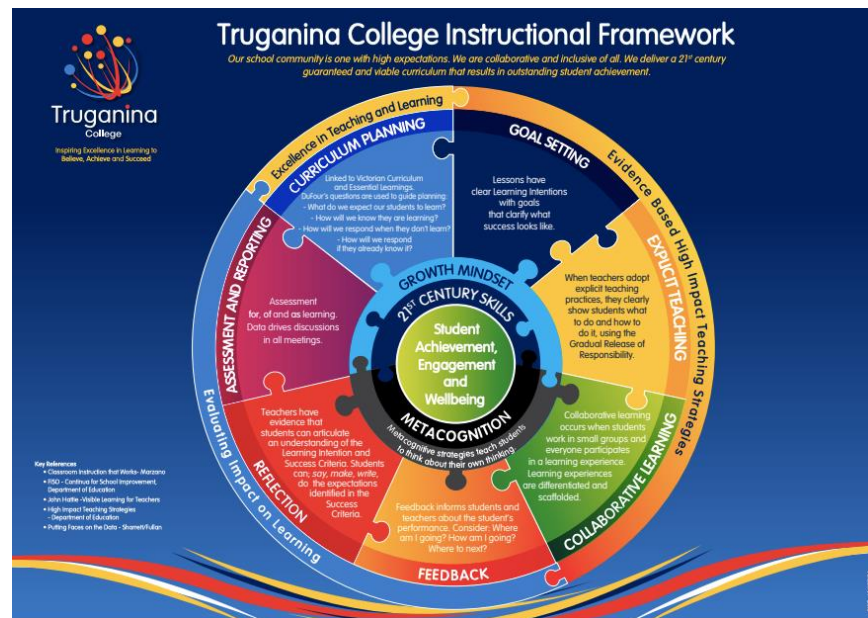 Truganina College Instructional Framework
Our school community is one with high expectations. We are collaborative and inclusive of all. We deliver a 21st century
guaranteed and viable curriculum that results in outstanding student achievement.
Truganina
College
Inspiring Excellence in Learning to
Believe, Achieve and Succeed
Excellence in Teaching and Learning
CURRICULUM PLANNING
Linked to Victorian Curriculum
and Essential Learnings.
DuFour's questions are used to guide planning:
- What do we expect our students to learn?
- How will we know they are learning?
- How will we respond when they don't learn?
- How will we respond
if they already know it?
GOAL SETTING
Lessons have
clear Learning Intentions
with goals
that clarify what
success looks like.
Evidence Based High Impact Teaching Strategies
EXPLICIT TEACHING
When teachers adopt
explicit teaching
practices, they clearly
show students what
to do and how to
do it, using the
Gradual Release of
Responsibility.
COLLABORATIVE LEARNING
Collaborative learning
occurs when students
work in small groups and
everyone participates
in a learning experience.
Learning experiences
are differentiated and
scaffolded.
FEEDBACK
Feedback informs students and
teachers about the student's
performance. Consider: Where
am I going? How am I going?
Where to next?
REFLECTION
Teachers have
evidence that
students can articulate
an understanding of the
Learning Intention and
Success Criteria. Students
can; say, make, write,
do the expectations
identified in the
Success
Criteria.
Evaluating Impact on Learning
ASSESSMENT AND REPORTING
Assessment
for, of and as learning.
Data drives discussions
in all meetings.
GROWTH MINDSET
21ST CENTURY SKILLS
Student
Achievement,
Engagement
and
Wellbeing
METACOGNITION
Metacognitive strategies teach students
to think about their own thinking
Key References
• Classroom Instruction that Works- Marzano
• FISO - Continua for School Improvement,
Department of Education
• John Hattie -Visible Learning for Teachers
• High Impact Teaching Strategies
- Department of Education
• Putting Faces on the Data - Sharratt/Fullan